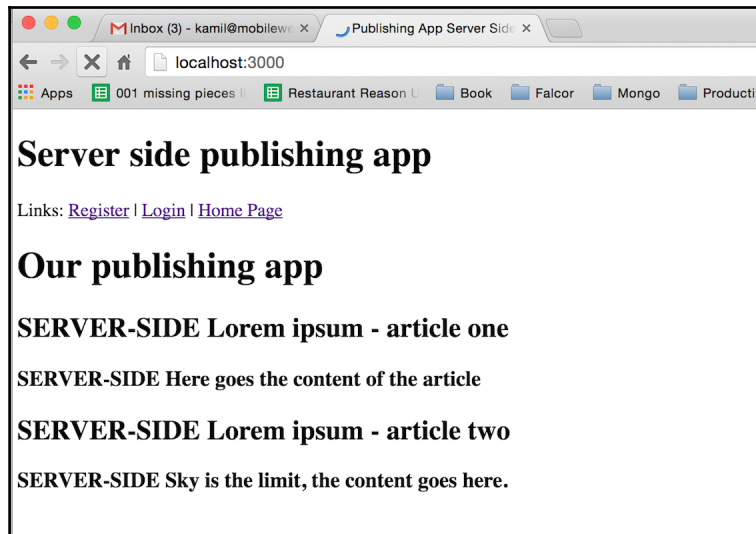 Inbox (3) - kamil@mobilewe
Publishing App Server Side
localhost:3000
Apps 001 missing pieces li Restaurant Reason U Book Falcor Mongo Producti
Server side publishing app
Links: Register | Login | Home Page
Our publishing app
SERVER-SIDE Lorem ipsum - article one
SERVER-SIDE Here goes the content of the article
SERVER-SIDE Lorem ipsum - article two
SERVER-SIDE Sky is the limit, the content goes here.